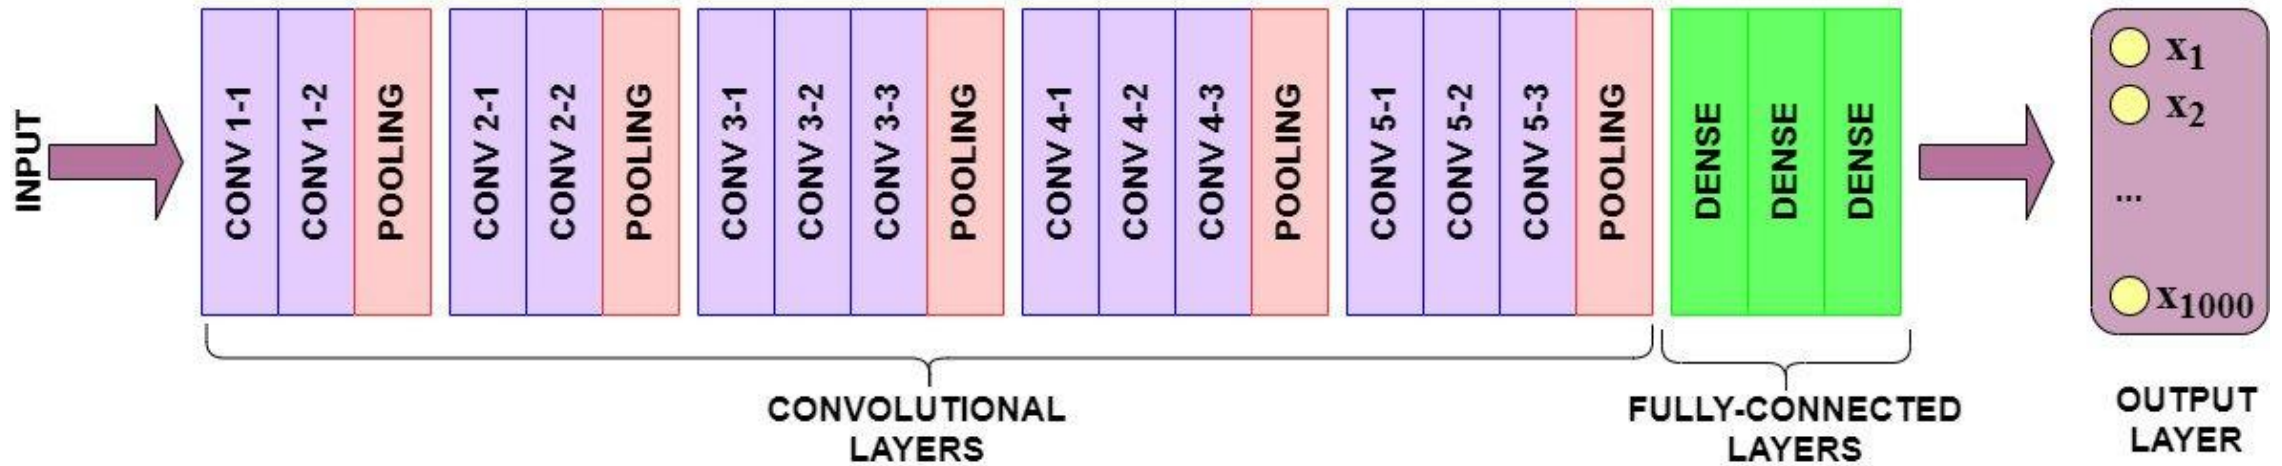 INPUT
CONV 1-1
CONV 1-2
POOLING
CONV 2-1
CONV 2-2
POOLING
CONV 3-1
CONV 3-2
CONV 3-3
POOLING
CONV 4-1
CONV 4-2
CONV 4-3
POOLING
CONV 5-1
CONV 5-2
CONV 5-3
POOLING
DENSE
DENSE
DENSE
x1
x2
...
x1000
CONVOLUTIONAL
LAYERS
FULLY-CONNECTED
LAYERS
OUTPUT
LAYER